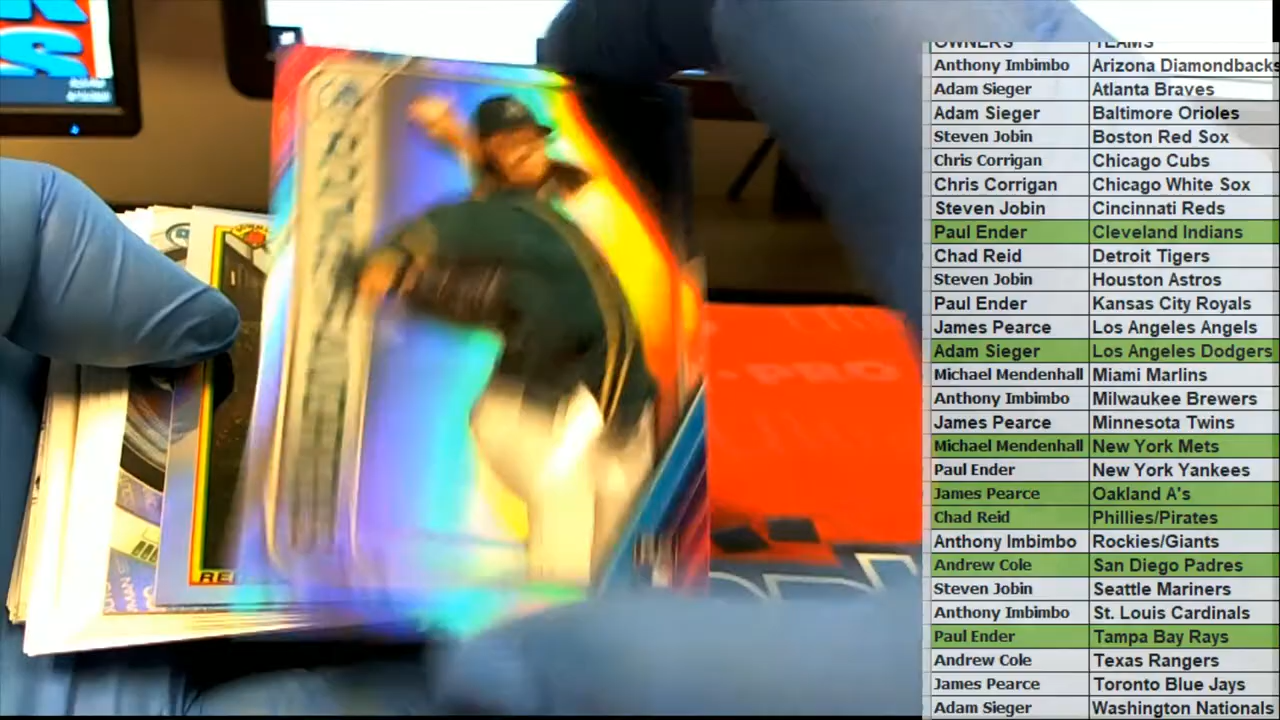 OWNERS TEAMS
Anthony Imbimbo Arizona Diamondbacks
Adam Sieger Atlanta Braves
Adam Sieger Baltimore Orioles
Steven Jobin Boston Red Sox
Chris Corrigan Chicago Cubs
Chris Corrigan Chicago White Sox
Steven Jobin Cincinnati Reds
Paul Ender Cleveland Indians
Chad Reid Detroit Tigers
Steven Jobin Houston Astros
Paul Ender Kansas City Royals
James Pearce Los Angeles Angels
Adam Sieger Los Angeles Dodgers
Michael Mendenhall Miami Marlins
Anthony Imbimbo Milwaukee Brewers
James Pearce Minnesota Twins
Michael Mendenhall New York Mets
Paul Ender New York Yankees
James Pearce Oakland A's
Chad Reid Phillies/Pirates
Anthony Imbimbo Rockies/Giants
Andrew Cole San Diego Padres
Steven Jobin Seattle Mariners
Anthony Imbimbo St. Louis Cardinals
Paul Ender Tampa Bay Rays
Andrew Cole Texas Rangers
James Pearce Toronto Blue Jays
Adam Sieger Washington Nationals
-PRO
RE